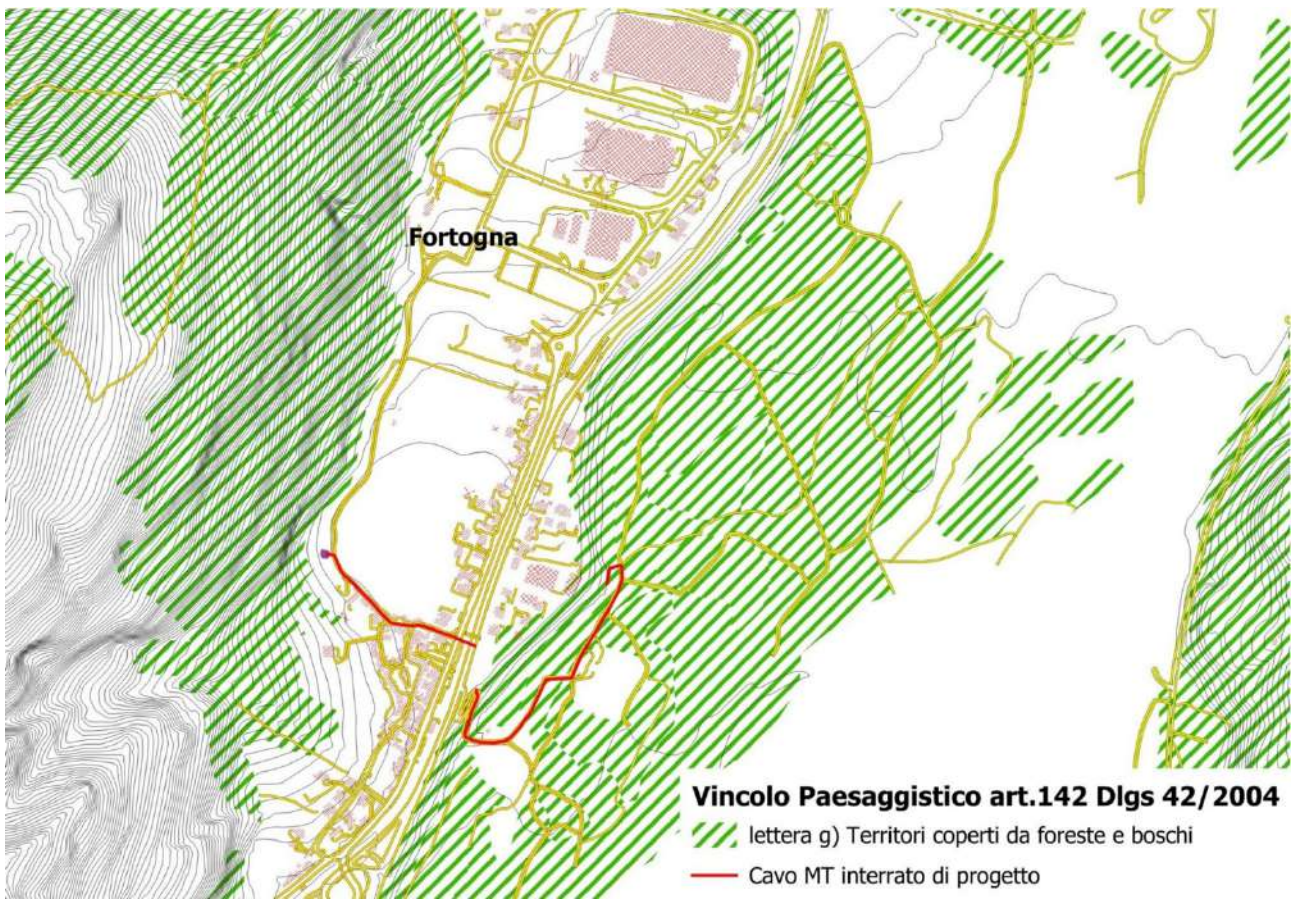 Fortogna
Vincolo Paesaggistico art.142 Dlgs 42/2004
lettera g) Territori coperti da foreste e boschi
Cavo MT interrato di progetto